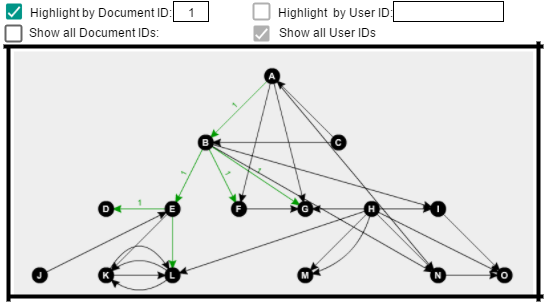 Highlight by Document ID: 1 Highlight by User ID:
Show all Document IDs: Show all User IDs
A
1
B C
1 1 1
D 1 E F G H I
J K L M N O